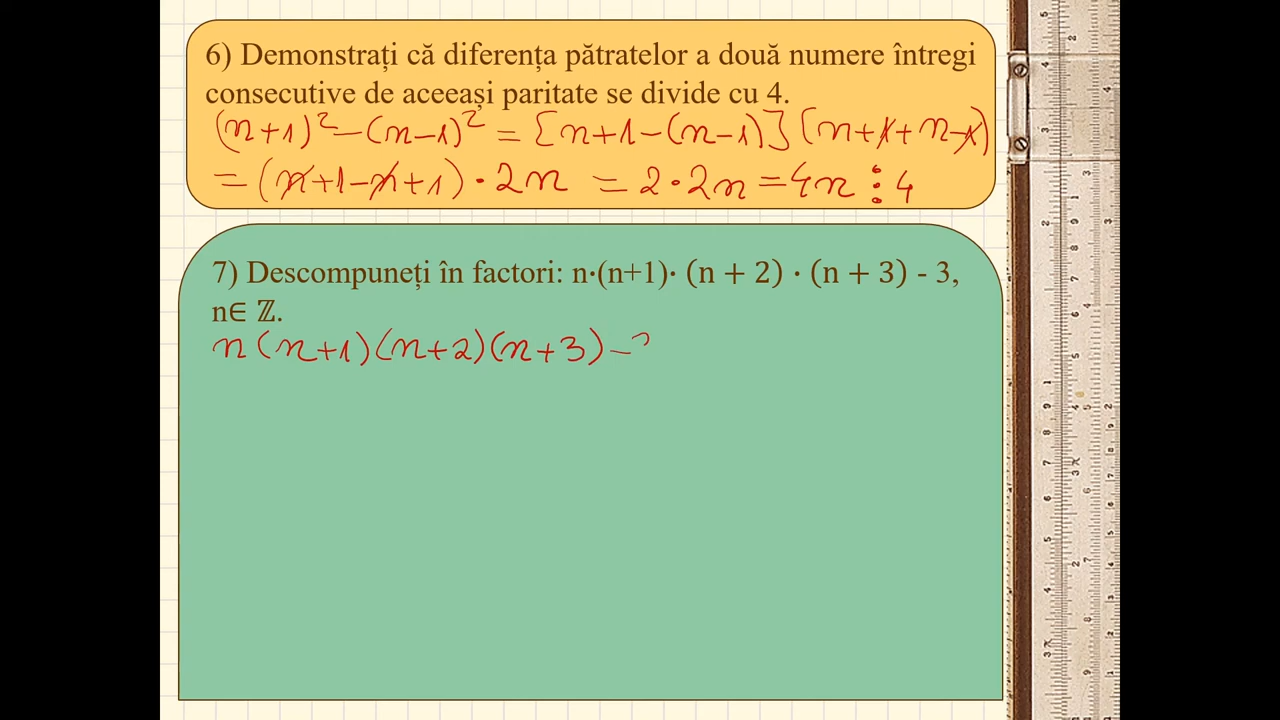 6) Demonstrați că diferența pătratelor a două numere întregi
consecutive de aceeași paritate se divide cu 4.
(n+1)²-(n-1)² = [n+1-(n-1)](n+1+n-1)
= (n+1-n+1)·2n = 2·2n = 4n ⋮ 4
7) Descompuneți în factori: n·(n+1)· (n + 2) · (n + 3) - 3,
n∈ ℤ.
n(n+1)(n+2)(n+3)-